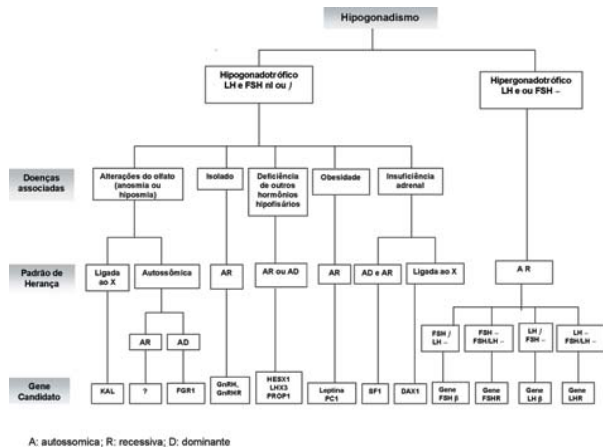 Hipogonadismo
Hipogonadotrófico
LH e FSH nl ou /
Hipergonadotrófico
LH e ou FSH –
Doenças
associadas
Alterações do olfato
(anosmia ou
hiposmia)
Isolado
Deficiência
de outros
hormônios
hipofisários
Obesidade
Insuficiência
adrenal
Padrão de
Herança
Ligada
ao X
Autossômica
AR
AR ou AD
AR
AD e AR
Ligada ao X
A R
AR
AD
FSH /
LH –
FSH –
FSH/LH –
LH /
FSH –
LH –
FSH/LH –
Gene
Candidato
KAL
?
FGR1
GnRH,
GnRHR
HESX1
LHX3
PROP1
Leptina
PC1
SF1
DAX1
Gene
FSH β
Gene
FSHR
Gene
LH β
Gene
LHR
A: autossomica; R: recessiva; D: dominante